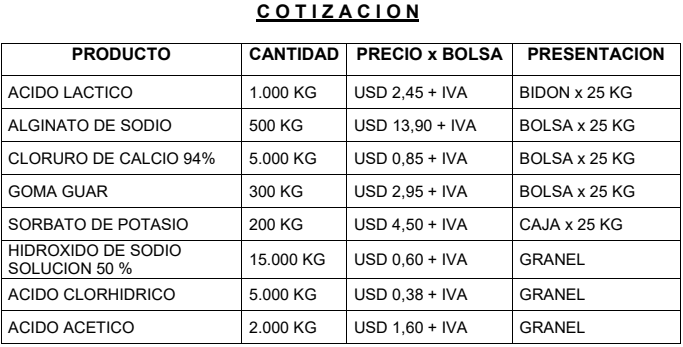 C O T I Z A C I O N
PRODUCTO CANTIDAD PRECIO x BOLSA PRESENTACION
ACIDO LACTICO 1.000 KG USD 2,45 + IVA BIDON x 25 KG
ALGINATO DE SODIO 500 KG USD 13,90 + IVA BOLSA x 25 KG
CLORURO DE CALCIO 94% 5.000 KG USD 0,85 + IVA BOLSA x 25 KG
GOMA GUAR 300 KG USD 2,95 + IVA BOLSA x 25 KG
SORBATO DE POTASIO 200 KG USD 4,50 + IVA CAJA x 25 KG
HIDROXIDO DE SODIO
SOLUCION 50 % 15.000 KG USD 0,60 + IVA GRANEL
ACIDO CLORHIDRICO 5.000 KG USD 0,38 + IVA GRANEL
ACIDO ACETICO 2.000 KG USD 1,60 + IVA GRANEL